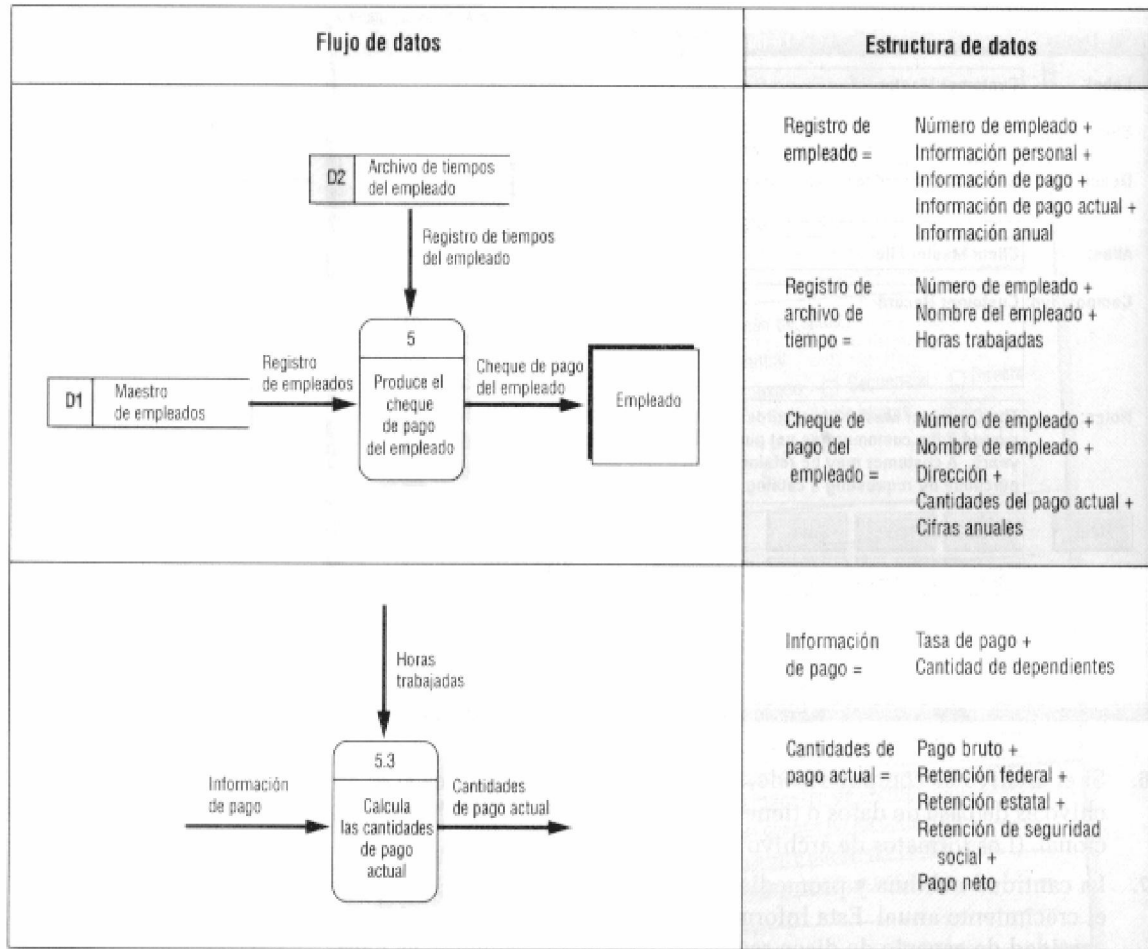 Flujo de datos
Estructura de datos
D2
Archivo de tiempos
del empleado
Registro de tiempos
del empleado
D1
Maestro
de empleados
Registro
de empleados
5
Produce el
cheque
de pago
del empleado
Cheque de pago
del empleado
Empleado
Registro de
empleado =
Número de empleado +
Información personal +
Información de pago +
Información de pago actual +
Información anual
Registro de
archivo de
tiempo =
Número de empleado +
Nombre del empleado +
Horas trabajadas
Cheque de
pago del
empleado =
Número de empleado +
Nombre de empleado +
Dirección +
Cantidades del pago actual +
Cifras anuales
Horas
trabajadas
Información
de pago
5.3
Calcula
las cantidades
de pago
actual
Cantidades
de pago actual
Información
de pago =
Tasa de pago +
Cantidad de dependientes
Cantidades de
pago actual =
Pago bruto +
Retención federal +
Retención estatal +
Retención de seguridad
social +
Pago neto